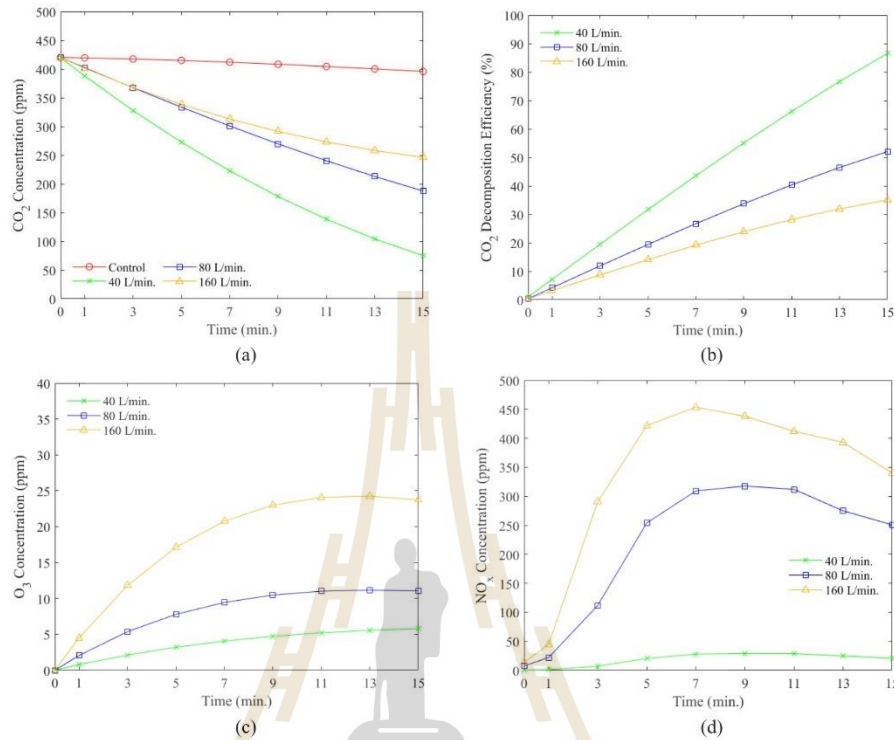 500
450
400
350
300
250
200
150
100
50
0
CO2 Concentration (ppm)
Control
40 L/min.
80 L/min.
160 L/min.
0 1 3 5 7 9 11 13 15
Time (min.)
(a)
100
90
80
70
60
50
40
30
20
10
0
CO2 Decomposition Efficiency (%)
40 L/min.
80 L/min.
160 L/min.
0 1 3 5 7 9 11 13 15
Time (min.)
(b)
40
35
30
25
20
15
10
5
0
O3 Concentration (ppm)
40 L/min.
80 L/min.
160 L/min.
0 1 3 5 7 9 11 13 15
Time (min.)
(c)
500
450
400
350
300
250
200
150
100
50
0
NOx Concentration (ppm)
40 L/min.
80 L/min.
160 L/min.
0 1 3 5 7 9 11 13 15
Time (min.)
(d)